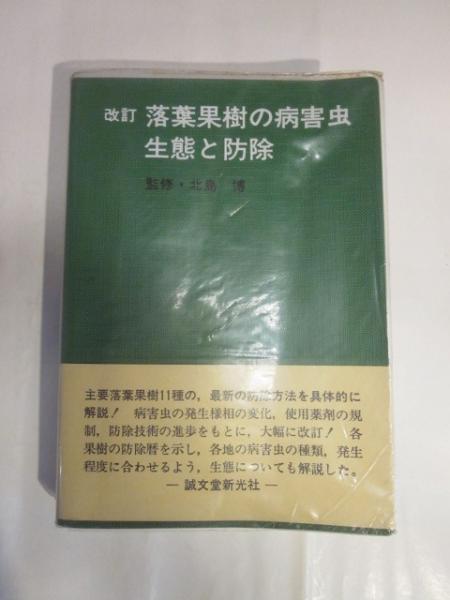 改訂 落葉果樹の病害虫
生態と防除
監修・北島 博
主要落葉果樹11種の，最新の防除方法を具体的に
解説！ 病害虫の発生様相の変化，使用薬剤の規
制，防除技術の進歩をもとに，大幅に改訂！ 各
果樹の防除暦を示し，各地の病害虫の種類，発生
程度に合わせるよう，生態についても解説した。
— 誠文堂新光社 —